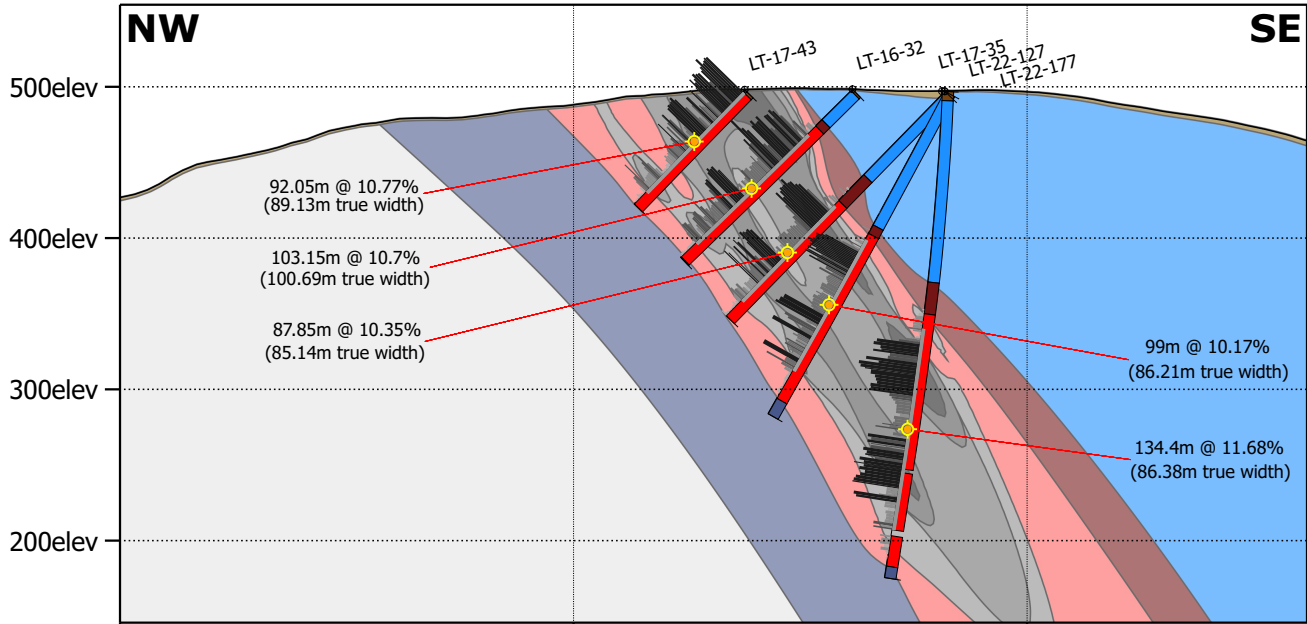 NW
SE
LT-17-43
LT-16-32
LT-17-35
LT-22-127
LT-22-177
500elev
400elev
300elev
200elev
92.05m @ 10.77%
(89.13m true width)
103.15m @ 10.7%
(100.69m true width)
87.85m @ 10.35%
(85.14m true width)
99m @ 10.17%
(86.21m true width)
134.4m @ 11.68%
(86.38m true width)